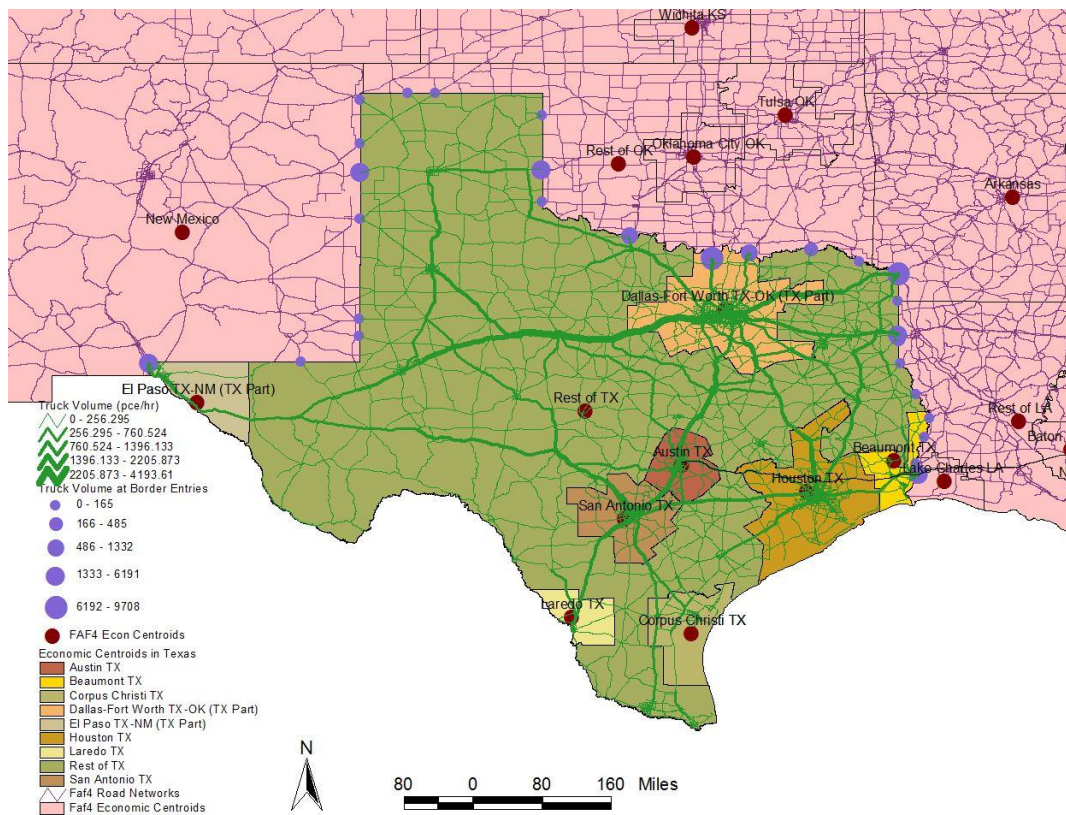 Wichita KS
Tulsa OK
Oklahoma City OK
Rest of OK
Arkansas
New Mexico
Dallas-Fort Worth TX-OK (TX Part)
El Paso TX-NM (TX Part)
Rest of TX
Rest of LA
Baton
Austin TX
Beaumont TX
Lake Charles LA
Houston TX
San Antonio TX
Laredo TX
Corpus Christi TX
Truck Volume (pce/hr)
0 - 256.295
256.295 - 760.524
760.524 - 1396.133
1396.133 - 2205.873
2205.873 - 4193.61
Truck Volume at Border Entries
0 - 165
166 - 485
486 - 1332
1333 - 6191
6192 - 9708
FAF4 Econ Centroids
Economic Centroids in Texas
Austin TX
Beaumont TX
Corpus Christi TX
Dallas-Fort Worth TX-OK (TX Part)
El Paso TX-NM (TX Part)
Houston TX
Laredo TX
Rest of TX
San Antonio TX
Faf4 Road Networks
Faf4 Economic Centroids
N
80 0 80 160 Miles